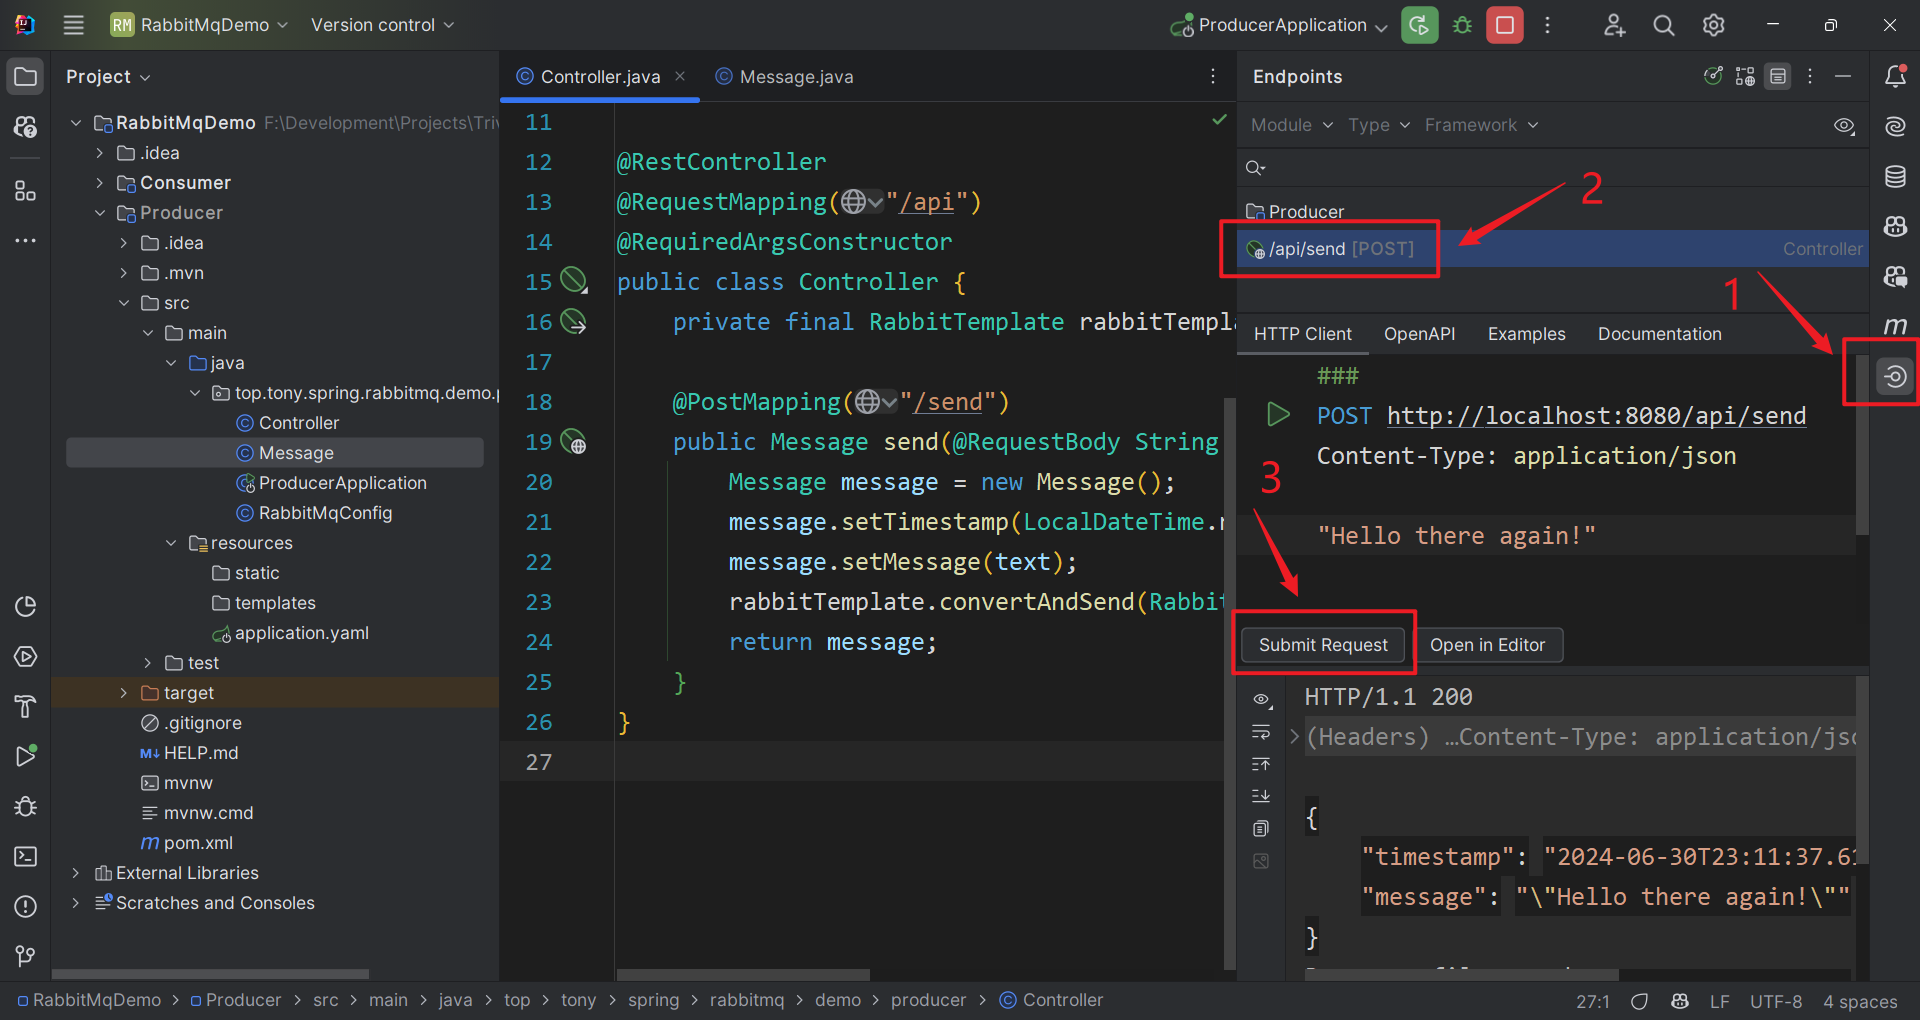 RM RabbitMqDemo Version control ProducerApplication
Project
RabbitMqDemo F:\Development\Projects\Triv
.idea
Consumer
Producer
.idea
.mvn
src
main
java
top.tony.spring.rabbitmq.demo.p
Controller
Message
ProducerApplication
RabbitMqConfig
resources
static
templates
application.yaml
test
target
.gitignore
M↓ HELP.md
mvnw
mvnw.cmd
m pom.xml
External Libraries
Scratches and Consoles
Controller.java Message.java
11
12 @RestController
13 @RequestMapping("/api")
14 @RequiredArgsConstructor
15 public class Controller {
16 private final RabbitTemplate rabbitTempl
17
18 @PostMapping("/send")
19 public Message send(@RequestBody String
20 Message message = new Message();
21 message.setTimestamp(LocalDateTime.
22 message.setMessage(text);
23 rabbitTemplate.convertAndSend(Rabbit
24 return message;
25 }
26 }
27
Endpoints
Module Type Framework
Producer
2
/api/send [POST] Controller
1
HTTP Client OpenAPI Examples Documentation
m
###
POST http://localhost:8080/api/send
Content-Type: application/json
3
"Hello there again!"
Submit Request Open in Editor
HTTP/1.1 200
(Headers) …Content-Type: application/js
{
"timestamp": "2024-06-30T23:11:37.61
"message": "\"Hello there again!\""
}
RabbitMqDemo > Producer > src > main > java > top > tony > spring > rabbitmq > demo > producer > Controller
27:1 LF UTF-8 4 spaces